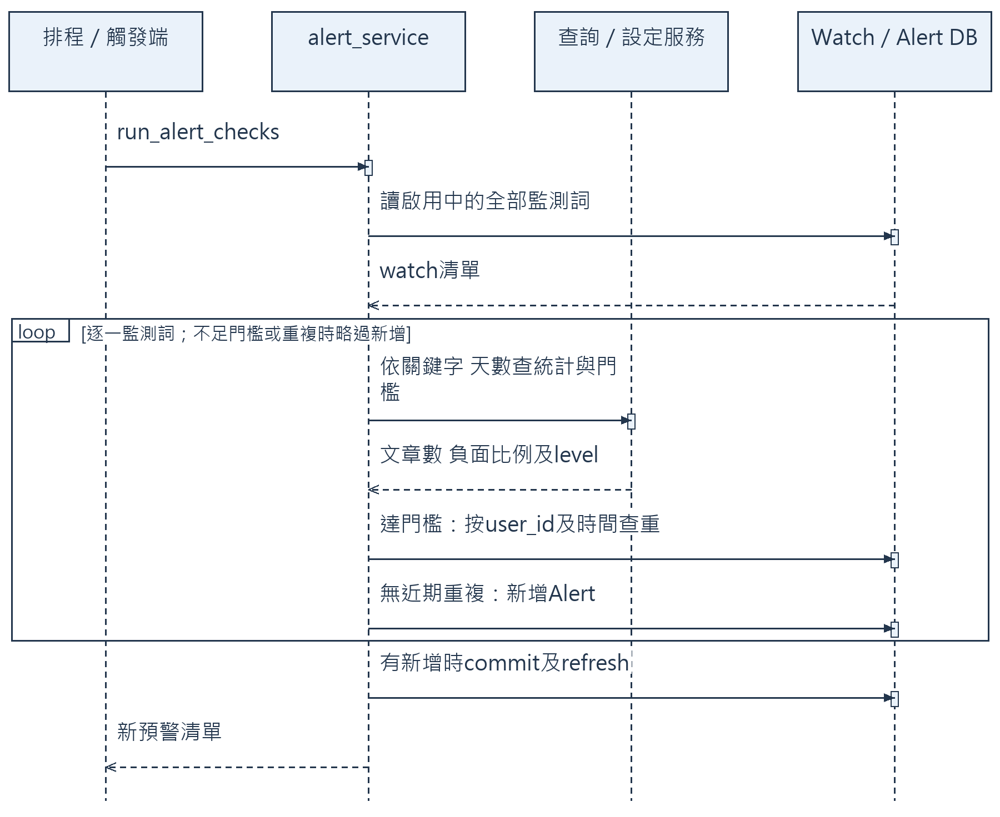 排程 / 觸發端
alert_service
查詢 / 設定服務
Watch / Alert DB
run_alert_checks
讀啟用中的全部監測詞
watch清單
loop
[逐一監測詞；不足門檻或重複時略過新增]
依關鍵字 天數查統計與門
檻
文章數 負面比例及level
達門檻：按user_id及時間查重
無近期重複：新增Alert
有新增時commit及refresh
新預警清單